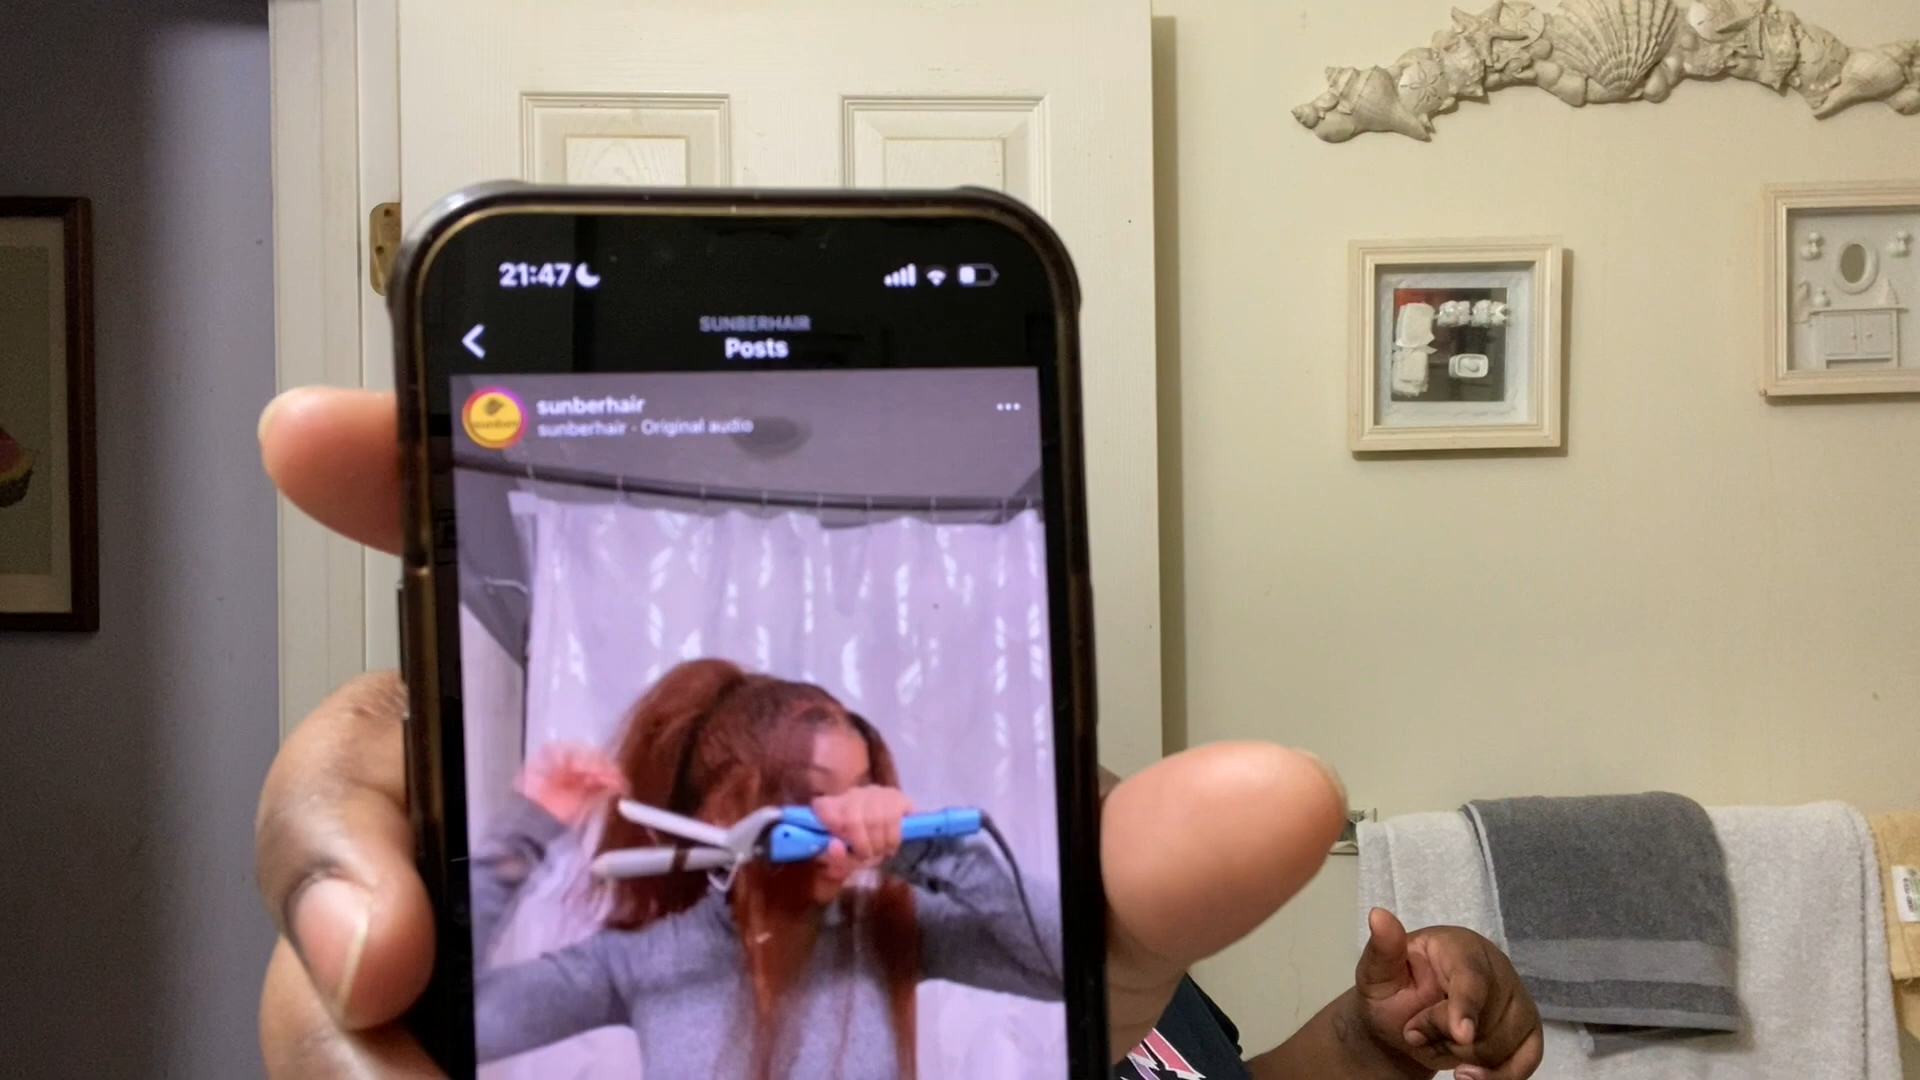 21:47
SUNBERHAIR
Posts
sunberhair
sunberhair · Original audio